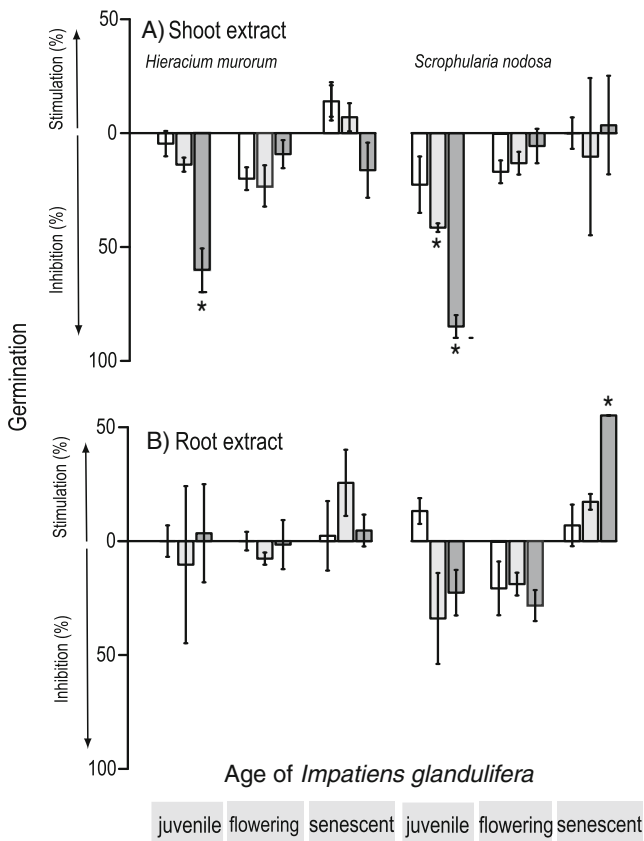 A) Shoot extract
Hieracium murorum
Scrophularia nodosa
Stimulation (%)
Inhibition (%)
50
0
50
100
*
*
*
Germination
B) Root extract
Stimulation (%)
Inhibition (%)
50
0
50
100
*
Age of Impatiens glandulifera
juvenile flowering senescent juvenile flowering senescent